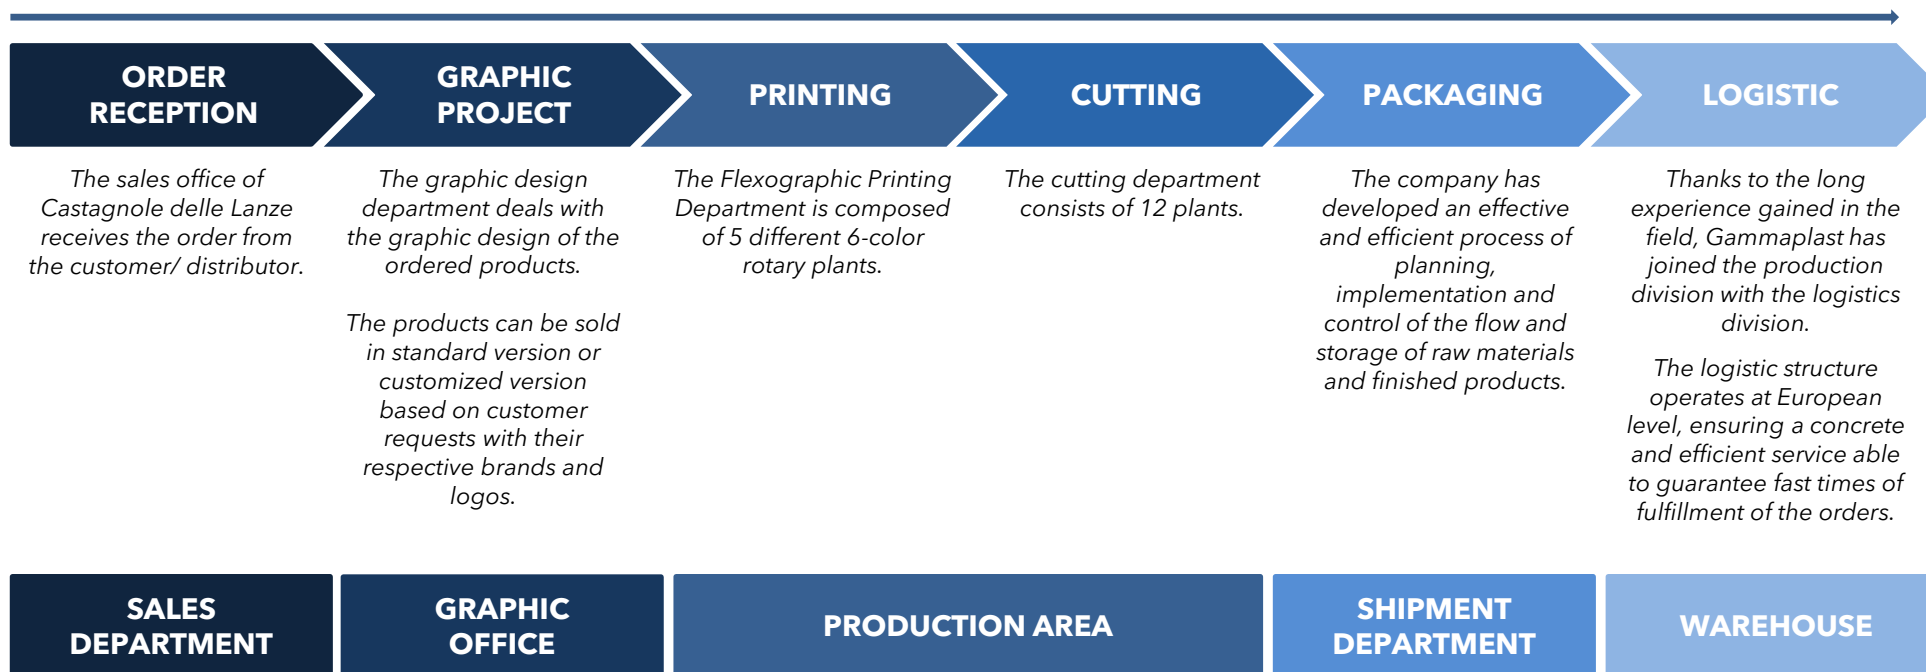 ORDER
RECEPTION
GRAPHIC
PROJECT
PRINTING
CUTTING
PACKAGING
LOGISTIC
The sales office of
Castagnole delle Lanze
receives the order from
the customer/ distributor.
The graphic design
department deals with
the graphic design of the
ordered products.
The products can be sold
in standard version or
customized version
based on customer
requests with their
respective brands and
logos.
The Flexographic Printing
Department is composed
of 5 different 6-color
rotary plants.
The cutting department
consists of 12 plants.
The company has
developed an effective
and efficient process of
planning,
implementation and
control of the flow and
storage of raw materials
and finished products.
Thanks to the long
experience gained in the
field, Gammaplast has
joined the production
division with the logistics
division.
The logistic structure
operates at European
level, ensuring a concrete
and efficient service able
to guarantee fast times of
fulfillment of the orders.
SALES
DEPARTMENT
GRAPHIC
OFFICE
PRODUCTION AREA
SHIPMENT
DEPARTMENT
WAREHOUSE